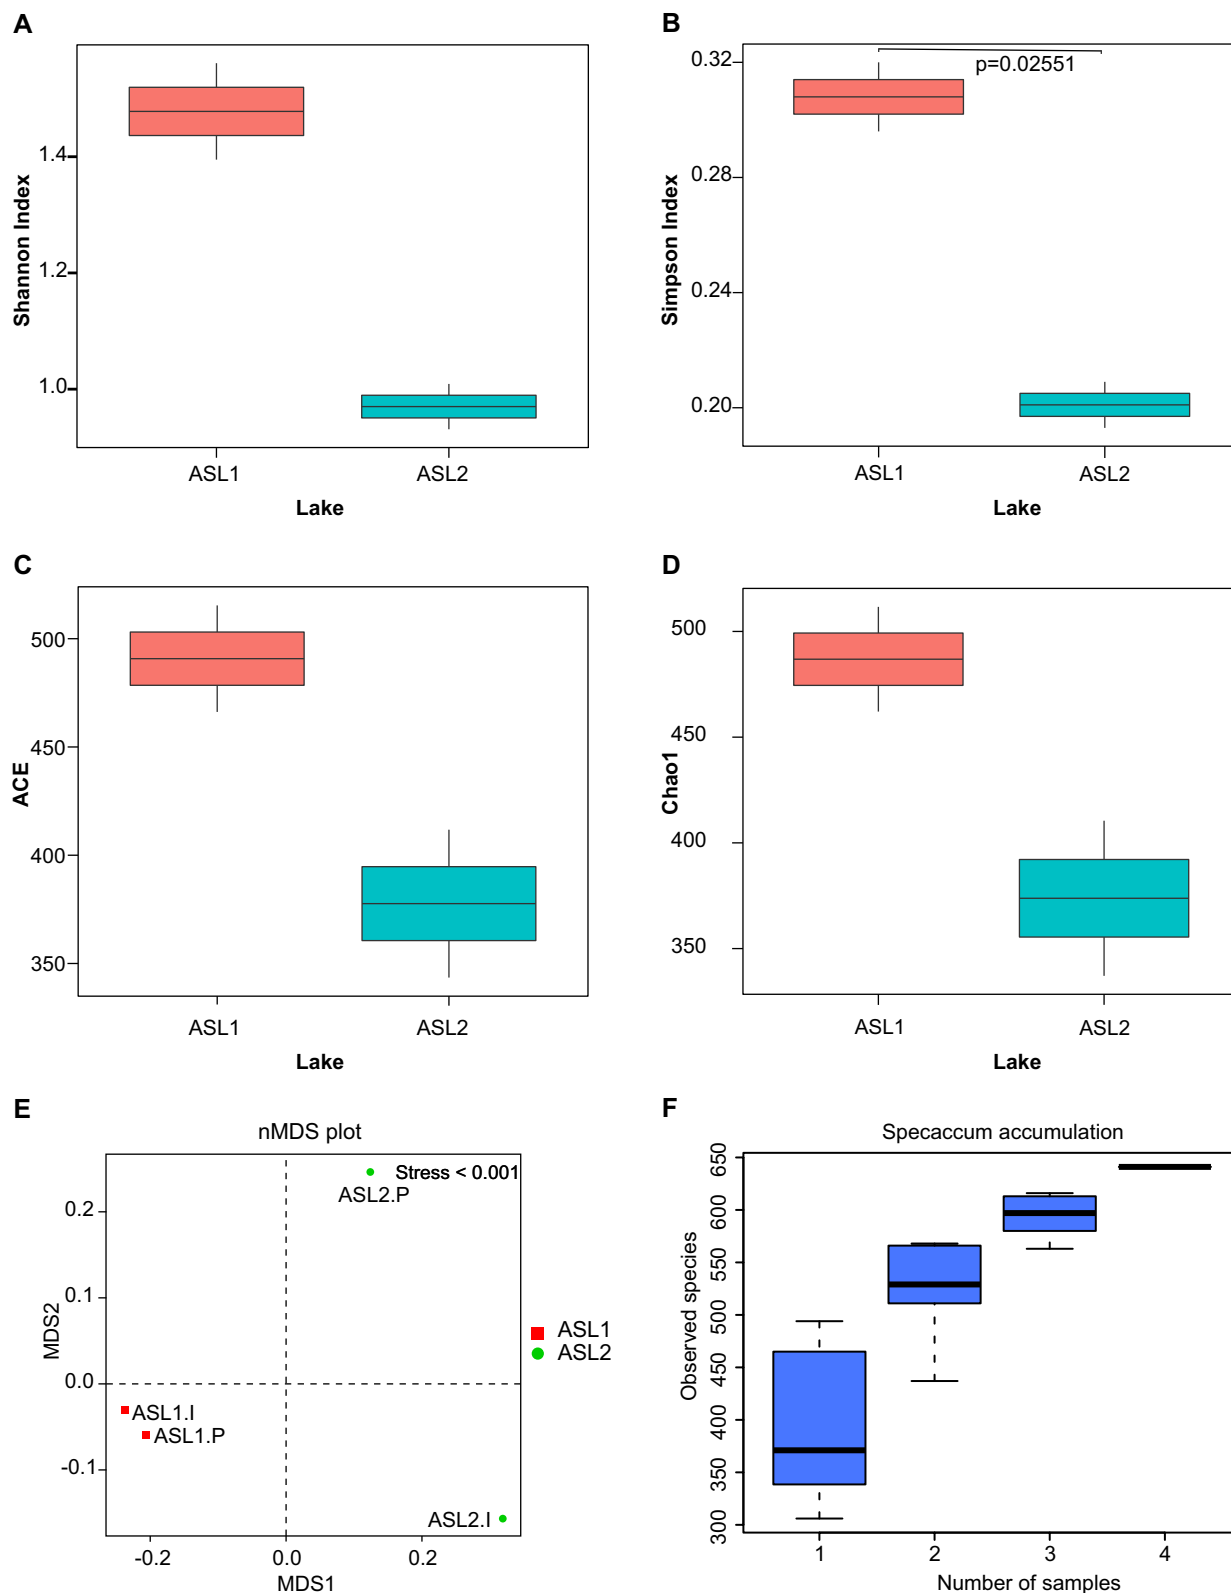 A
Shannon Index
1.4
1.2
1.0
ASL1
ASL2
Lake
B
Simpson Index
0.32
0.28
0.24
0.20
p=0.02551
ASL1
ASL2
Lake
C
ACE
500
450
400
350
ASL1
ASL2
Lake
D
Chao1
500
450
400
350
ASL1
ASL2
Lake
E
nMDS plot
MDS2
0.2
0.1
0.0
-0.1
Stress < 0.001
ASL2.P
ASL1.I
ASL1.P
ASL2.I
-0.2
0.0
0.2
MDS1
ASL1
ASL2
F
Specaccum accumulation
Observed species
650
600
550
500
450
400
350
300
1
2
3
4
Number of samples